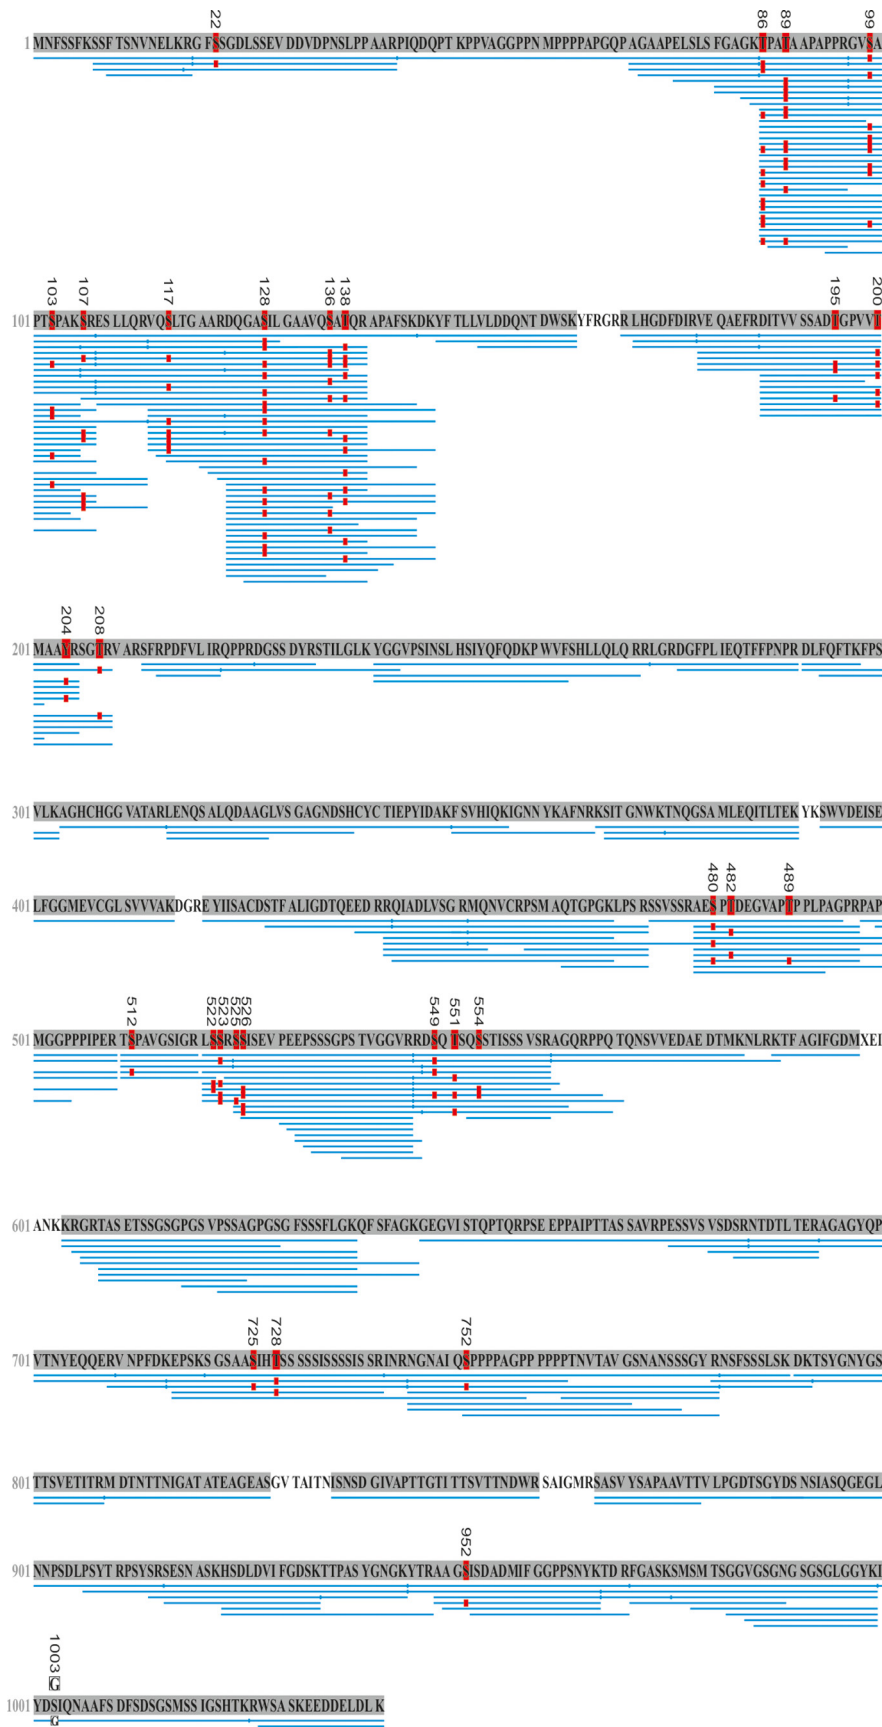 22 86 89 99
1 MNFSSFKSSF TSNVNELKRG FSSGDLSSEV DDVDPNSLPP AARPIQDQPT KPPVAGGPPN MPPPPAPGQP AGAAPELSLS FGAGKTPATA APAPPRGVSA
103 107 117 128 136 138 195 200
101 PTSPAKSRES LLQRVQSLTG AARDQGASIL GAAVQSATQR APAFSKDKYF TLLVLDDQNT DWSKYFRGRR LHGDFDIRVE QAEFRDITVV SSADTGPVVT
204 208
201 MAAYRSGTRV ARSFRPDFVL IRQPPRDGSS DYRSTILGLK YGGVPSINSL HSIYQFQDKP WVFSHLLQLQ RRLGRDGFPL IEQTFFPNPR DLFQFTKFPS
301 VLKAGHCHGG VATARLENQS ALQDAAGLVS GAGNDSHCYC TIEPYIDAKF SVHIQKIGNN YKAFNRKSIT GNWKTNQGSA MLEQITLTEK YKSWVDEISE
480 482 489
401 LFGGMEVCGL SVVVAKDGRE YIISACDSTF ALIGDTQEED RRQIADLVSG RMQNVCRPSM AQTGPGKLPS RSSVSSRAES PTDEGVAPTP PLPAGPRPAP
512 522 523 525 526 549 551 554
501 MGGPPPIPER TSPAVGSIGR LSSRSSISEV PEEPSSSGPS TVGGVRRDSQ TSQSSTISSS VSRAGQRPPQ TQNSVVEDAE DTMKNLRKTF AGIFGDMXEI
601 ANKKRGRTAS ETSSGSGPGS VPSSAGPGSG FSSSFLGKQF SFAGKGEGVI STQPTQRPSE EPPAIPTTAS SAVRPESSVS VSDSRNTDTL TERAGAGYQP
725 728 752
701 VTNYEQQERV NPFDKEPSKS GSAASIHTSS SSSSISSSSIS SRINRNGNAIQ SPPPPAGPP PPPPTNVTAV GSNANSSSGY RNSFSSSLSK DKTSYGNYGS
801 TTSVETITRM DTNTTNIGAT ATEAGEASGV TAITNISNSD GIVAPTTGTI TTSVTTNDWR SAIGMRSASV YSAPAAVTTV LPGDTSGYDS NSIASQGEGL
952
901 NNPSDLPSYT RPSYSRSESN ASKHSDLDVI FGDSKTTPAS YGNGKYTRAA GSISDADMIF GGPPSNYKTD RFGASKSMSM TSGGVGSGNG SGSGLGGYKI
1003 G
1001 YDSIQNAAFS DFSDSGSMSS IGSHTKRWSA SKEEDDELDL K
G